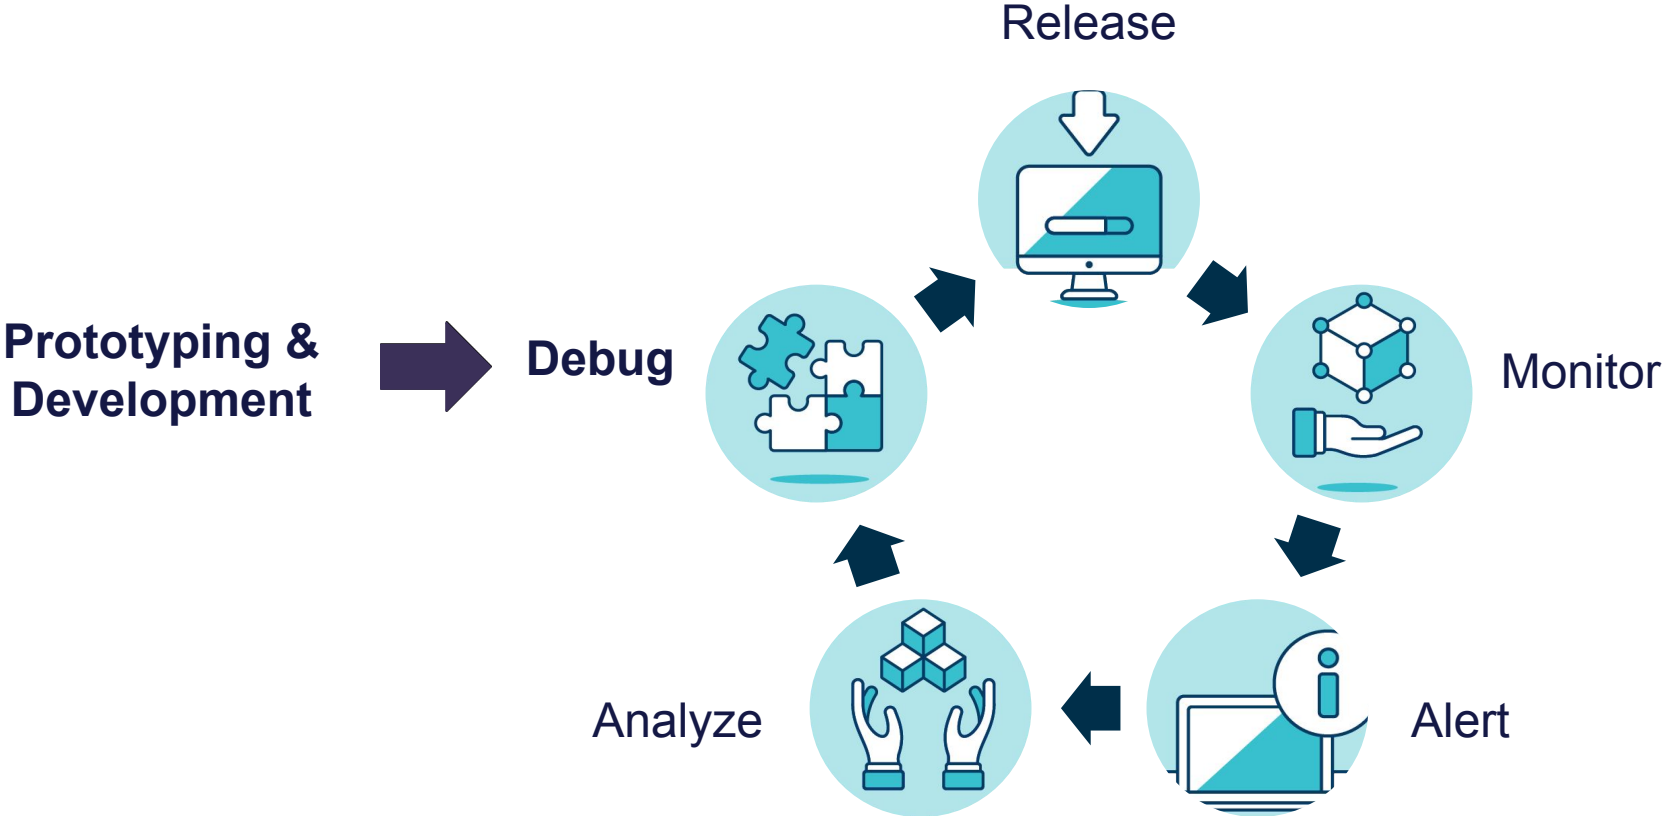 Release
Prototyping &
Development
Debug
Monitor
Analyze
Alert